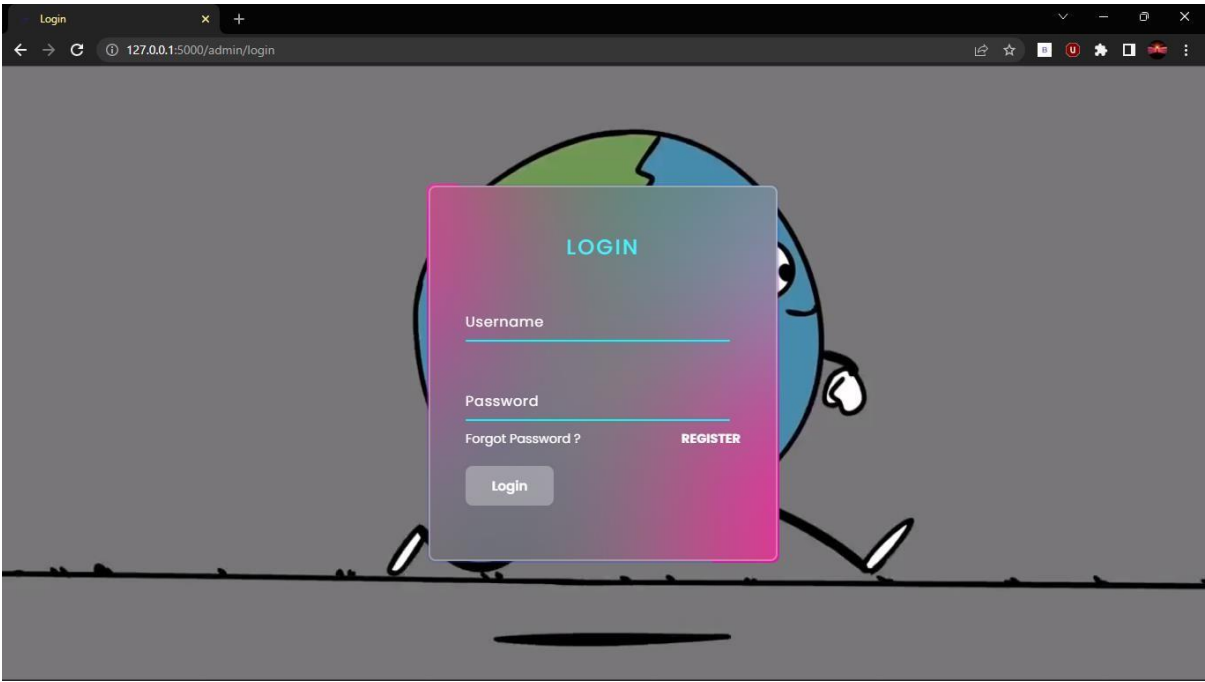 Login
127.0.0.1:5000/admin/login
LOGIN
Username
Password
Forgot Password ? REGISTER
Login